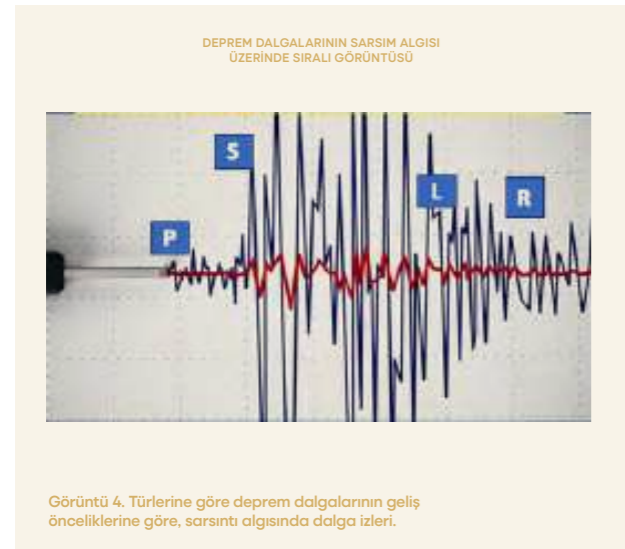 DEPREM DALGALARININ SARSIM ALGISI
ÜZERİNDE SIRALI GÖRÜNTÜSÜ
P
S
L
R
Görüntü 4. Türlerine göre deprem dalgalarının geliş
önceliklerine göre, sarsıntı algısında dalga izleri.